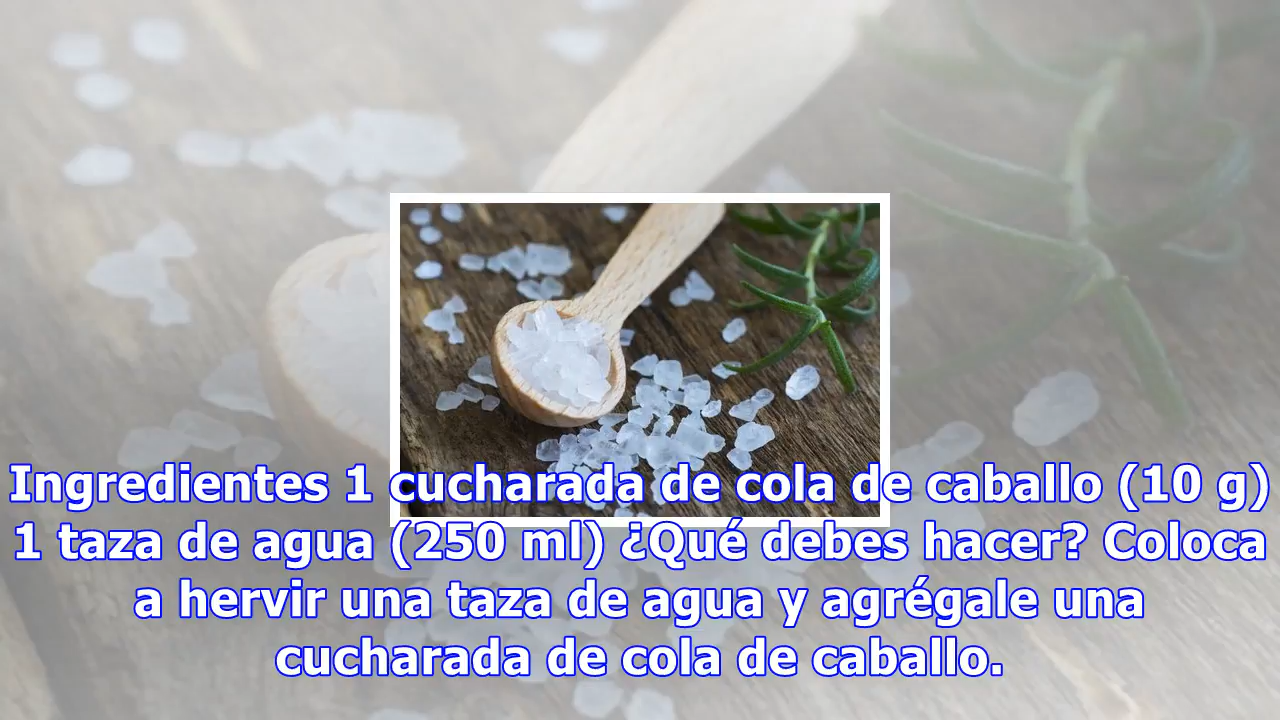 Ingredientes 1 cucharada de cola de caballo (10 g)
1 taza de agua (250 ml) ¿Qué debes hacer? Coloca
a hervir una taza de agua y agrégale una
cucharada de cola de caballo.